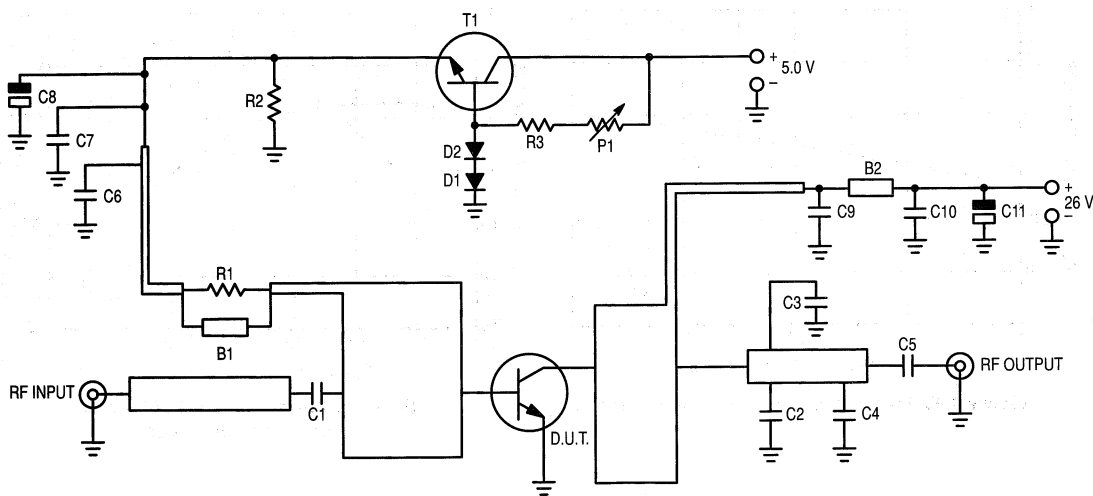 T1
+
5.0 V
–
C8
R2
C7
R3
P1
D2
D1
C6
B2
+
26 V
–
C9
C10
C11
R1
B1
C3
C5
RF INPUT
RF OUTPUT
C1
C2
C4
D.U.T.